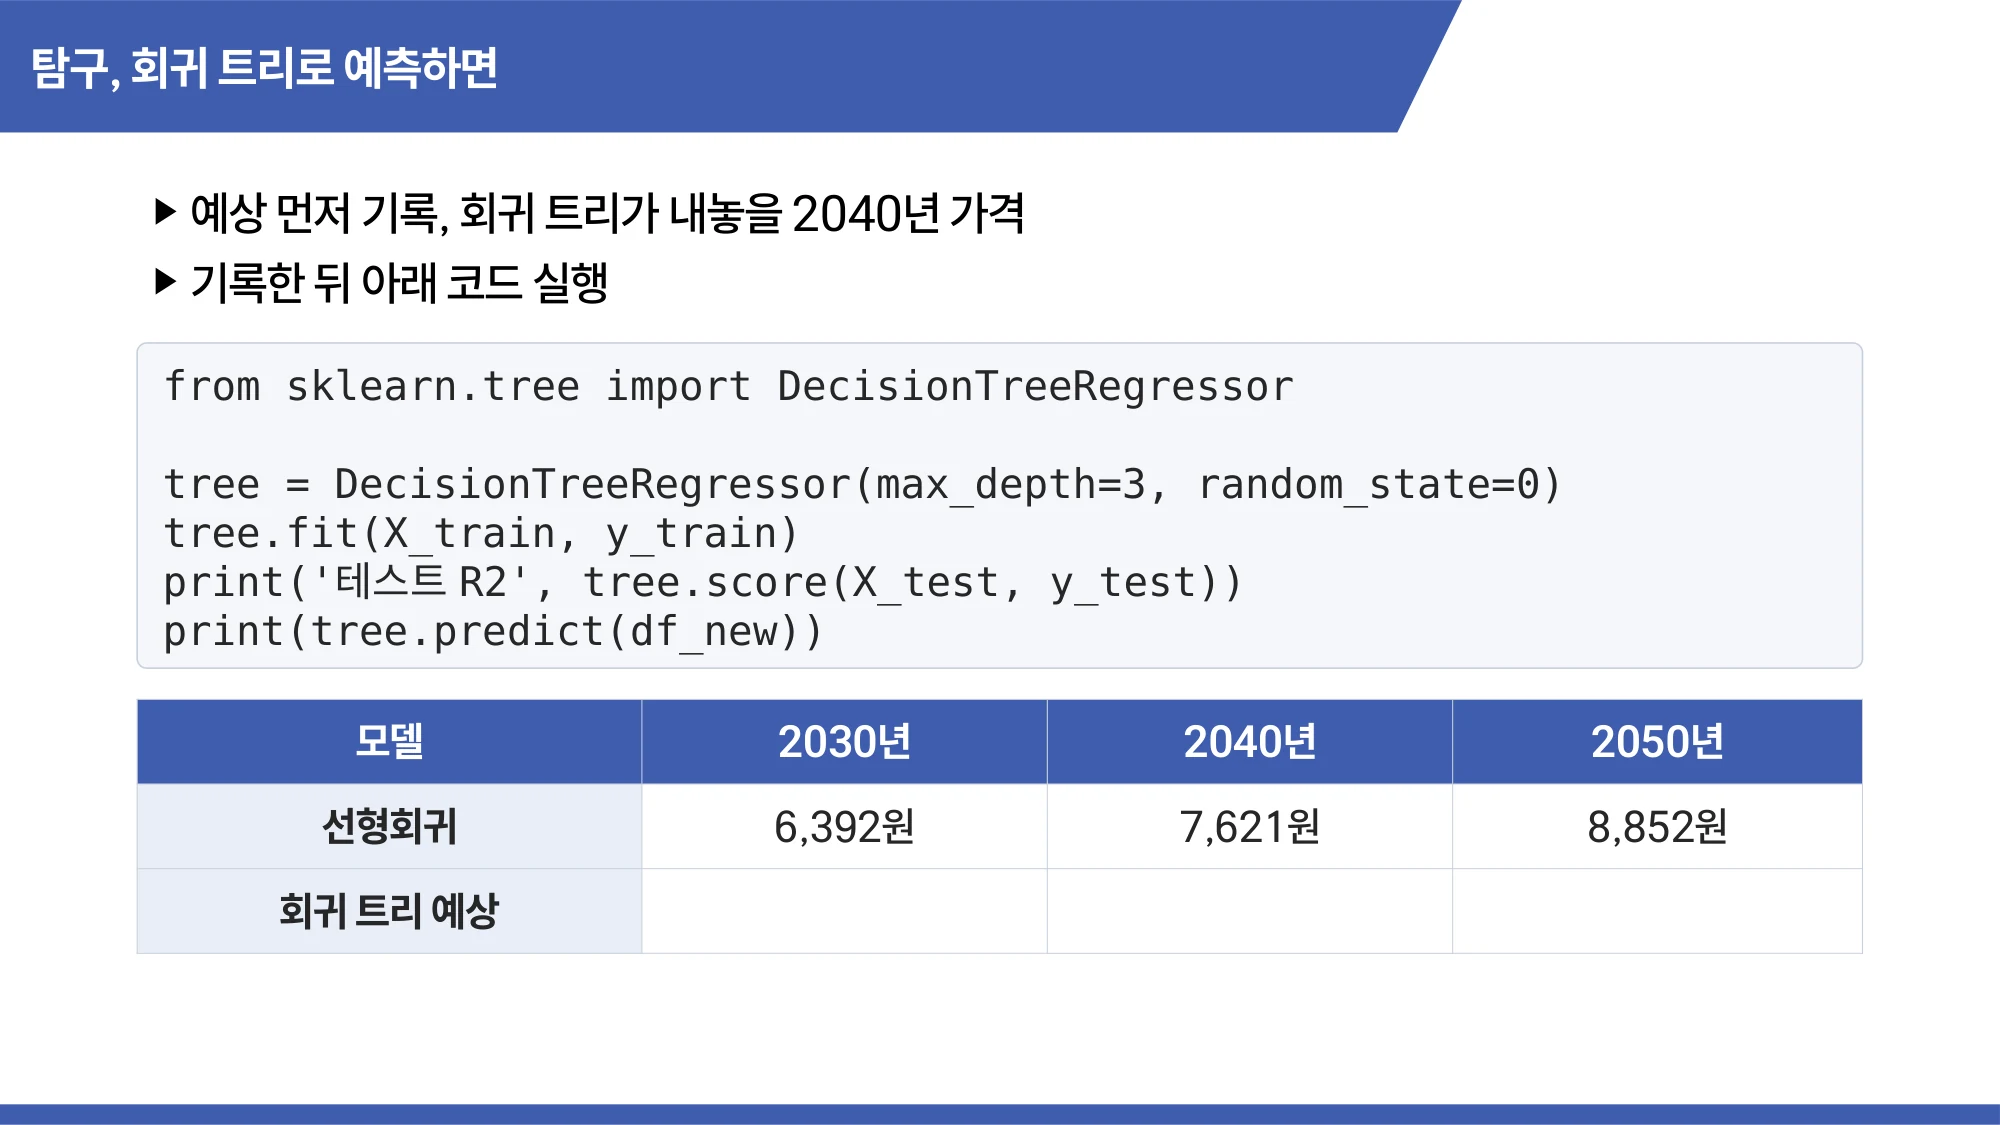 탐구, 회귀 트리로 예측하면
▶ 예상 먼저 기록, 회귀 트리가 내놓을 2040년 가격
▶ 기록한 뒤 아래 코드 실행
from sklearn.tree import DecisionTreeRegressor
tree = DecisionTreeRegressor(max_depth=3, random_state=0)
tree.fit(X_train, y_train)
print('테스트 R2', tree.score(X_test, y_test))
print(tree.predict(df_new))
모델 2030년 2040년 2050년
선형회귀 6,392원 7,621원 8,852원
회귀 트리 예상